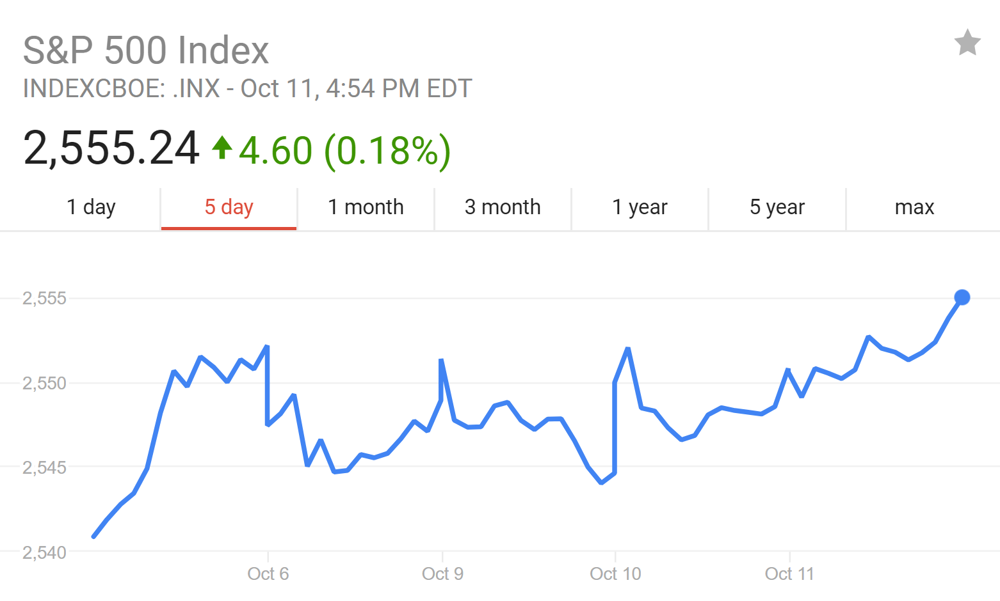 S&P 500 Index
INDEXCBOE: .INX - Oct 11, 4:54 PM EDT
2,555.24 4.60 (0.18%)
1 day 5 day 1 month 3 month 1 year 5 year max
2,555
2,550
2,545
2,540
Oct 6 Oct 9 Oct 10 Oct 11